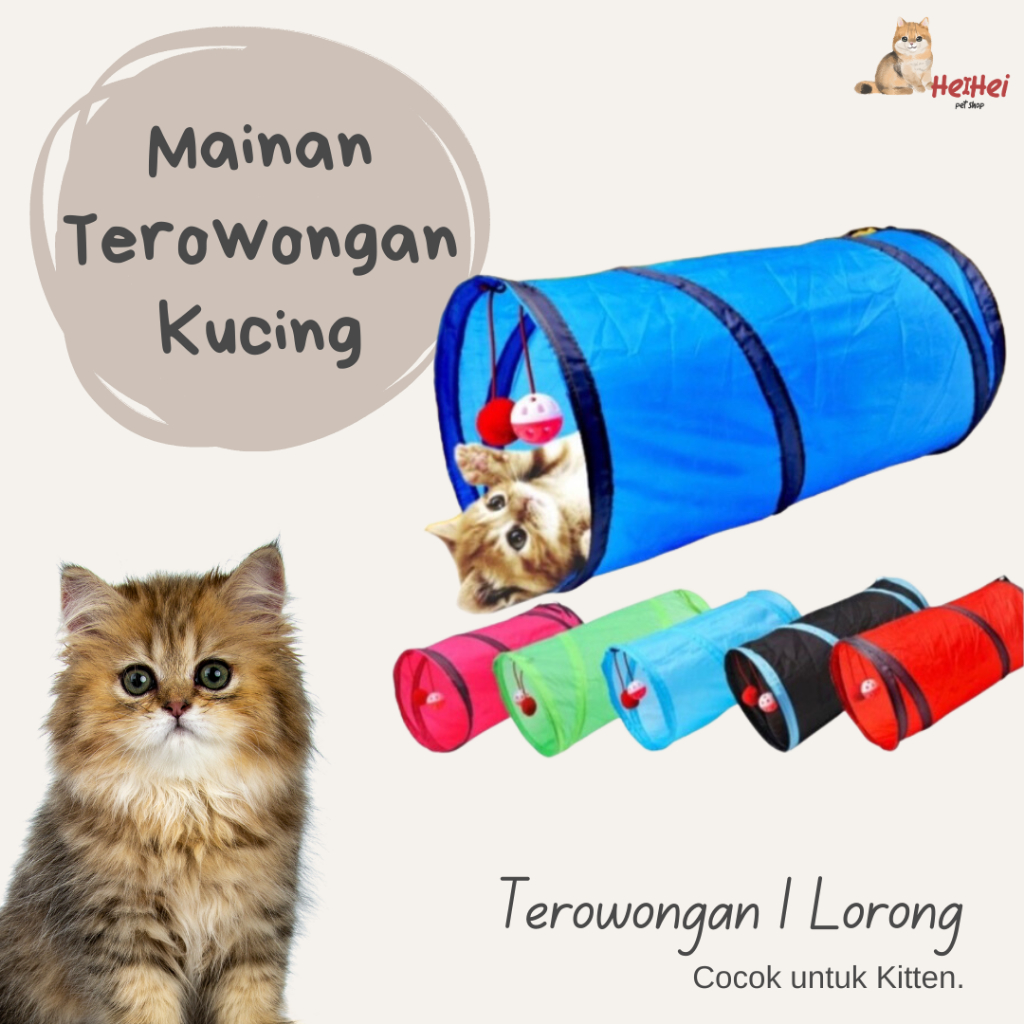 Mainan
Terowongan
Kucing
HeIHei
pet shop
Terowongan | Lorong
Cocok untuk Kitten.